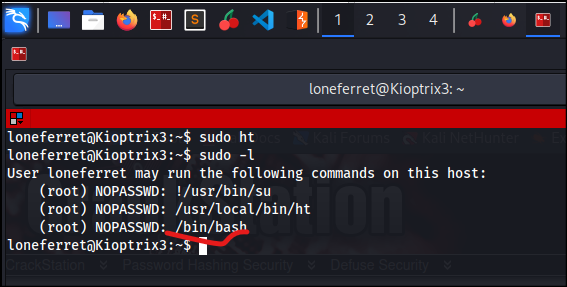 1 2 3 4
loneferret@Kioptrix3: ~
loneferret@Kioptrix3:~$ sudo ht
loneferret@Kioptrix3:~$ sudo -l
User loneferret may run the following commands on this host:
    (root) NOPASSWD: !/usr/bin/su
    (root) NOPASSWD: /usr/local/bin/ht
    (root) NOPASSWD: /bin/bash
loneferret@Kioptrix3:~$
CrackStation Password Hashing Security Defuse Security